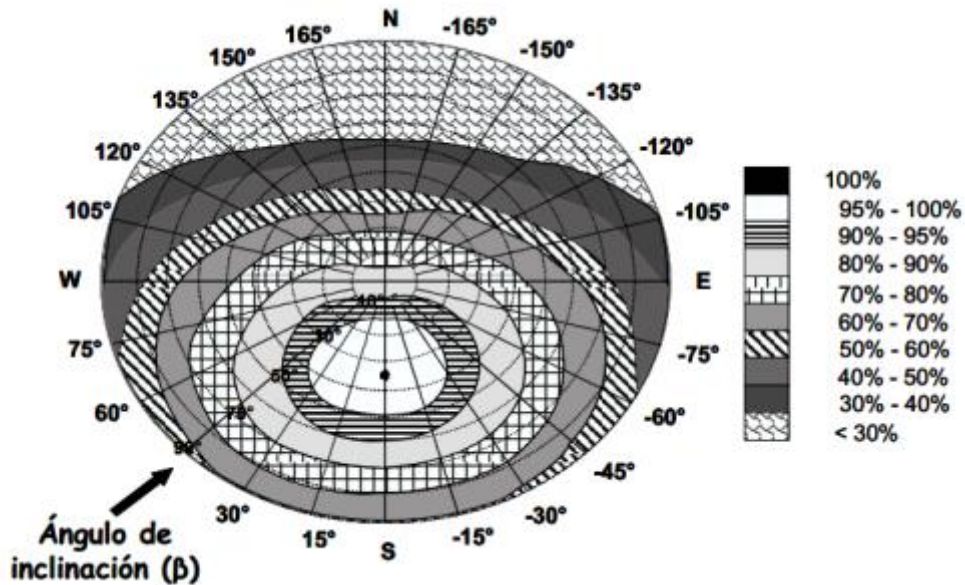 N
165°
-165°
150°
-150°
135°
-135°
120°
-120°
105°
-105°
W
E
75°
-75°
60°
-60°
-45°
30°
-30°
15°
-15°
S
10°
30°
50°
70°
90°
Ángulo de
inclinación (β)
100%
95% - 100%
90% - 95%
80% - 90%
70% - 80%
60% - 70%
50% - 60%
40% - 50%
30% - 40%
< 30%